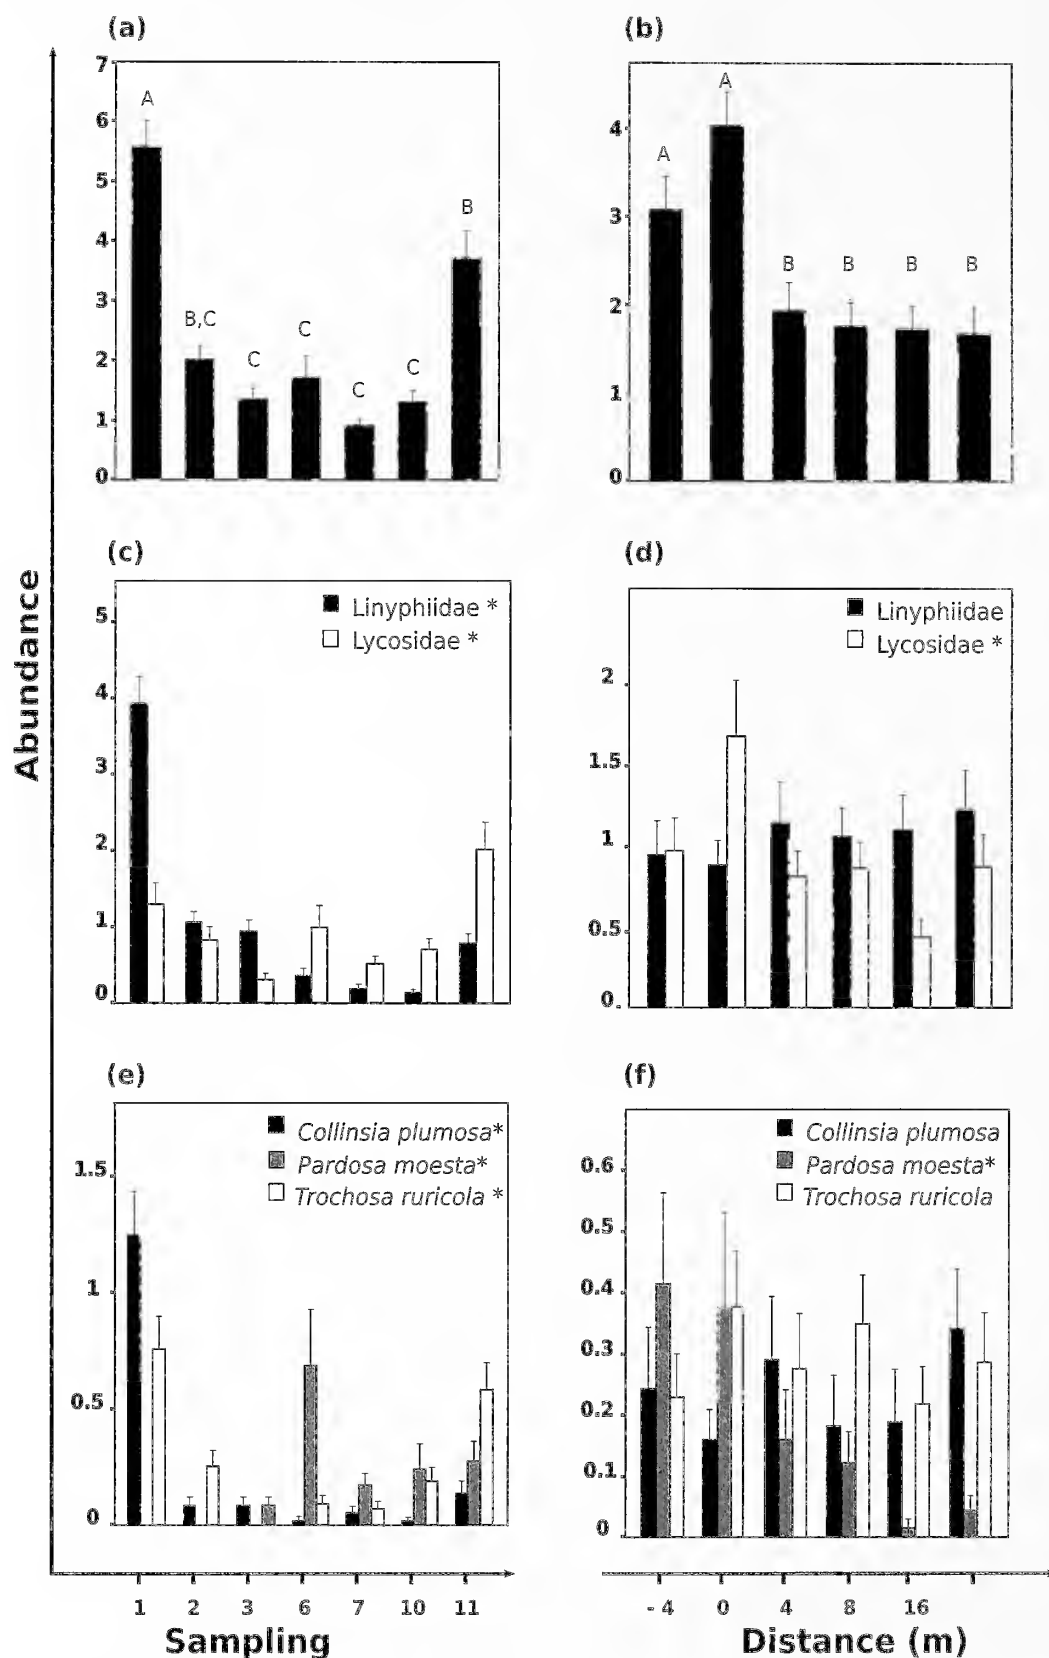 (a)
7
6
5
4
3
2
1
0
A
B,C
C
C
C
C
B
(b)
4
3
2
1
0
A
A
B
B
B
B
Abundance
(c)
5
4
3
2
1
0
Linyphiidae *
Lycosidae *
(d)
2
1.5
1
0.5
0
Linyphiidae
Lycosidae *
(e)
1.5
1
0.5
0
Collinsia plumosa*
Pardosa moesta*
Trochosa ruricola *
(f)
0.6
0.5
0.4
0.3
0.2
0.1
0
Collinsia plumosa
Pardosa moesta*
Trochosa ruricola
1 2 3 6 7 10 11
Sampling
-4 0 4 8 16
Distance (m)